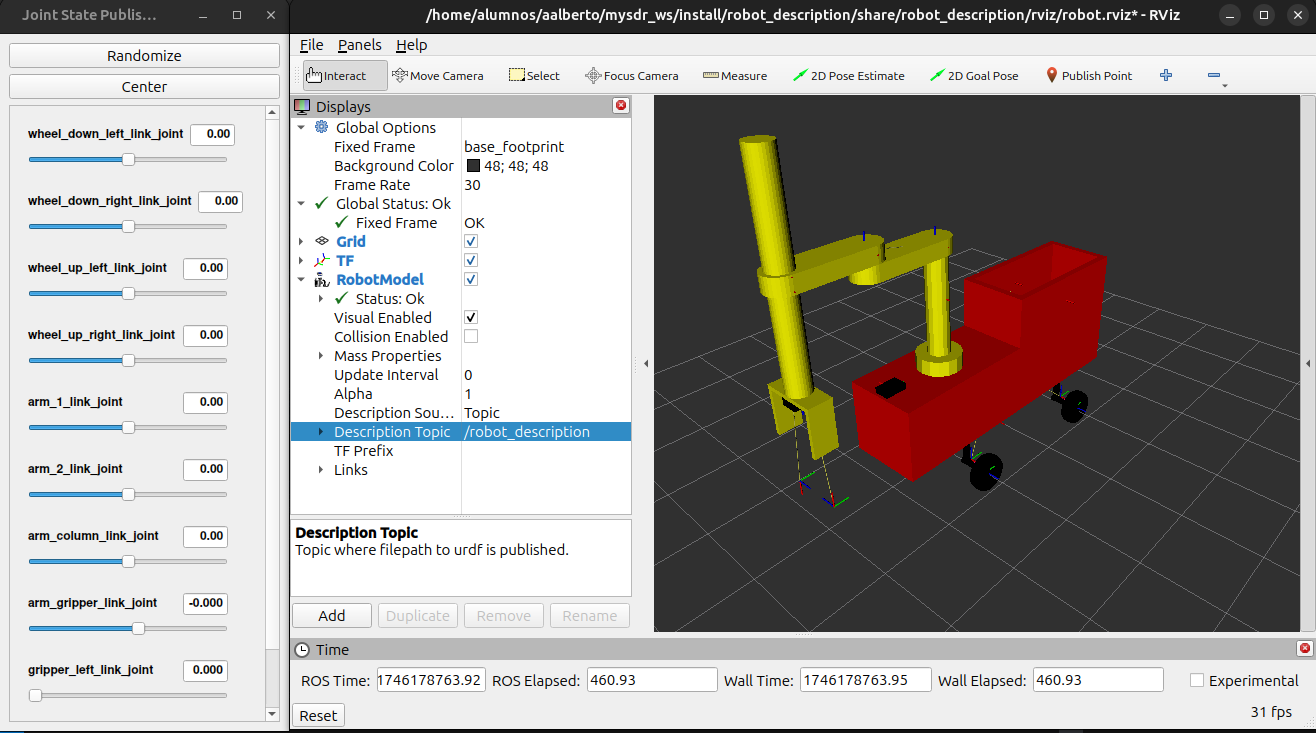 Joint State Publis...
Randomize
Center
wheel_down_left_link_joint 0.00
wheel_down_right_link_joint 0.00
wheel_up_left_link_joint 0.00
wheel_up_right_link_joint 0.00
arm_1_link_joint 0.00
arm_2_link_joint 0.00
arm_column_link_joint 0.00
arm_gripper_link_joint -0.000
gripper_left_link_joint 0.000
/home/alumnos/aalberto/mysdr_ws/install/robot_description/share/robot_description/rviz/robot.rviz* - RViz
File Panels Help
Interact Move Camera Select Focus Camera Measure 2D Pose Estimate 2D Goal Pose Publish Point
Displays
Global Options
Fixed Frame base_footprint
Background Color 48; 48; 48
Frame Rate 30
Global Status: Ok
Fixed Frame OK
Grid
TF
RobotModel
Status: Ok
Visual Enabled
Collision Enabled
Mass Properties
Update Interval 0
Alpha 1
Description Sou... Topic
Description Topic /robot_description
TF Prefix
Links
Description Topic
Topic where filepath to urdf is published.
Add Duplicate Remove Rename
Time
ROS Time: 1746178763.92 ROS Elapsed: 460.93 Wall Time: 1746178763.95 Wall Elapsed: 460.93 Experimental
Reset 31 fps